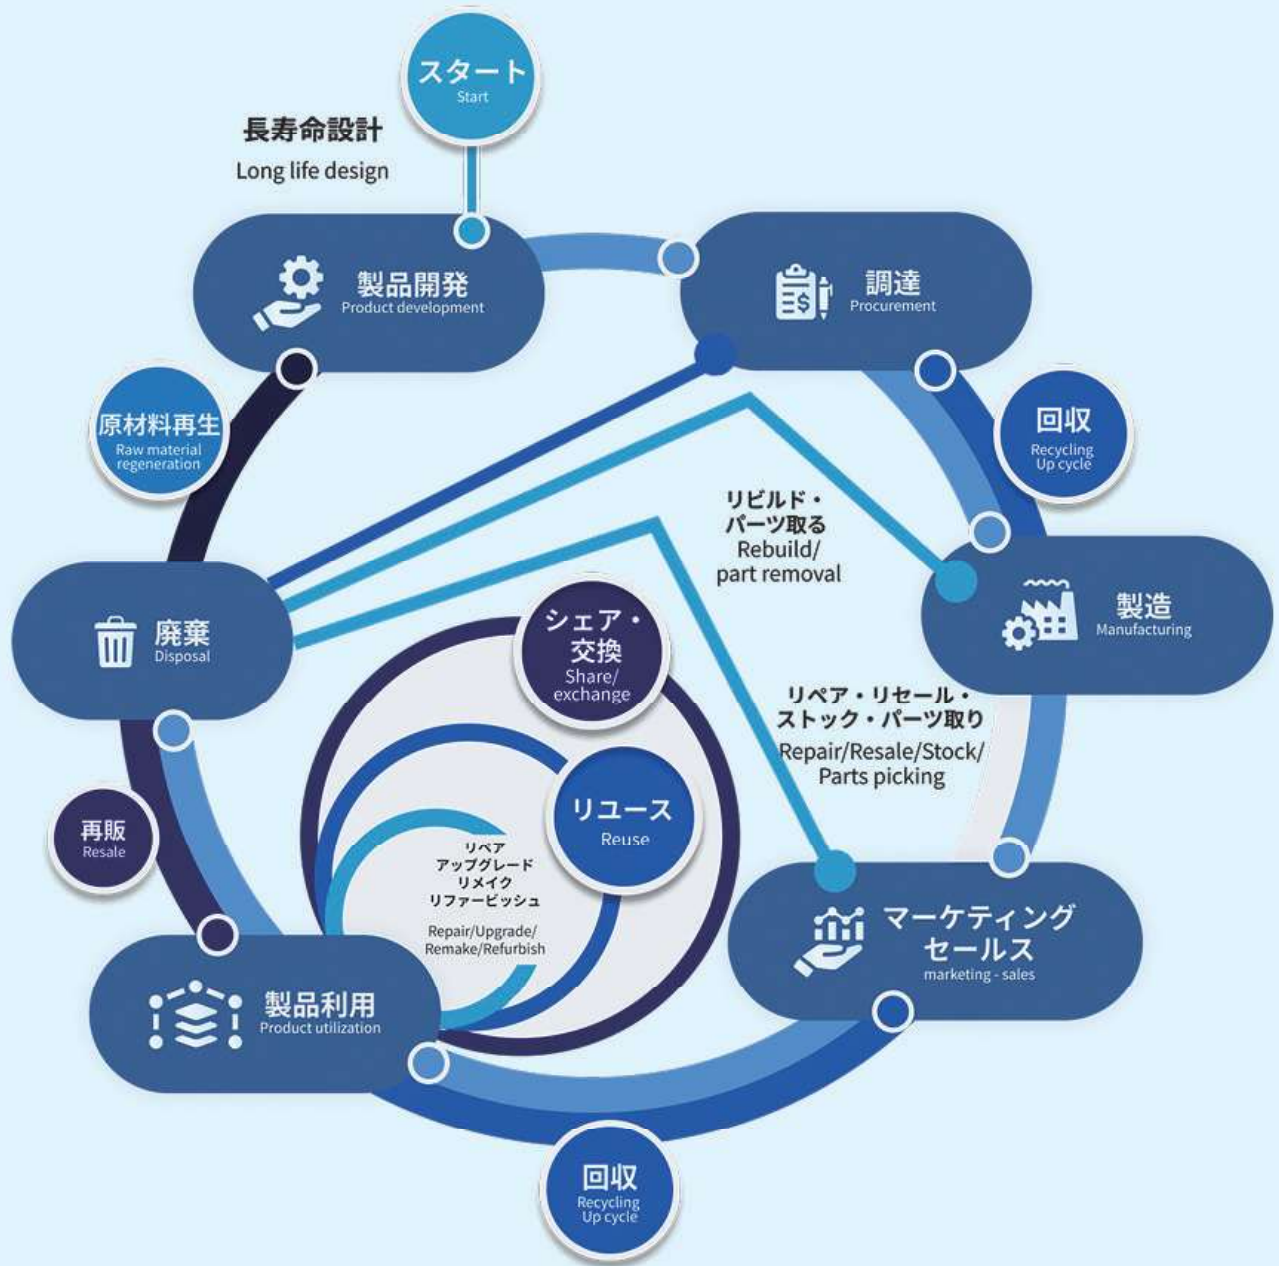 スタート
Start
長寿命設計
Long life design
製品開発
Product development
調達
Procurement
原材料再生
Raw material
regeneration
回収
Recycling
Up cycle
リビルド・
パーツ取る
Rebuild/
part removal
製造
Manufacturing
廃棄
Disposal
シェア・
交換
Share/
exchange
リペア・リセール・
ストック・パーツ取り
Repair/Resale/Stock/
Parts picking
再販
Resale
リユース
Reuse
リペア
アップグレード
リメイク
リファービッシュ
Repair/Upgrade/
Remake/Refurbish
マーケティング
セールス
marketing - sales
製品利用
Product utilization
回収
Recycling
Up cycle